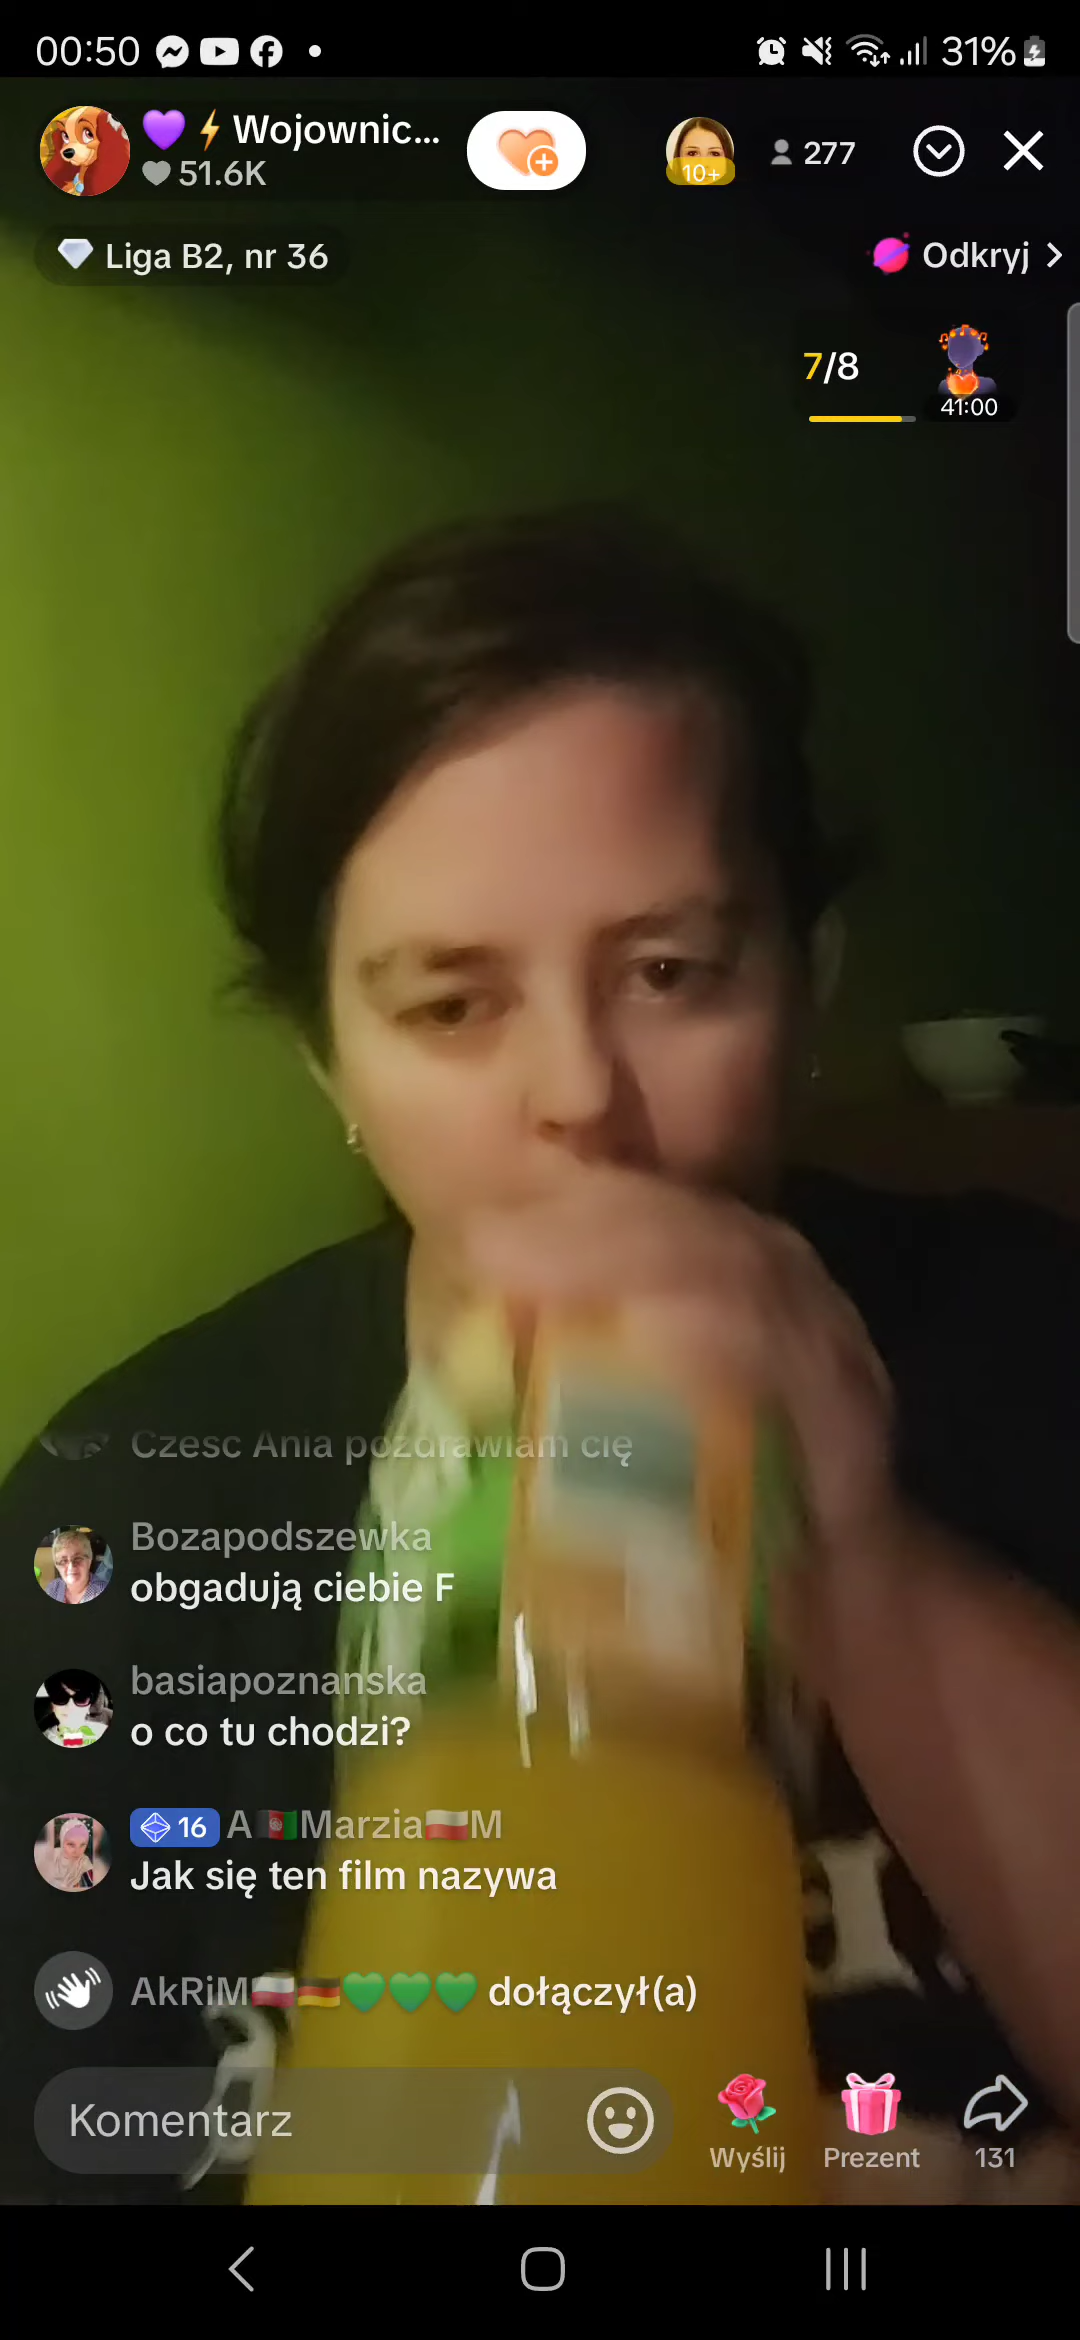 00:50
31%
💜⚡Wojownic...
51.6K
10+
277
Liga B2, nr 36
Odkryj >
7/8
41:00
Czesc Ania pozdrawiam cię
Bozapodszewka
obgadują ciebie F
basiapoznanska
o co tu chodzi?
16 A🇦🇫Marzia🇵🇱M
Jak się ten film nazywa
AkRiM🇵🇱🇩🇪💚💚💚 dołączył(a)
Komentarz
Wyślij
Prezent
131